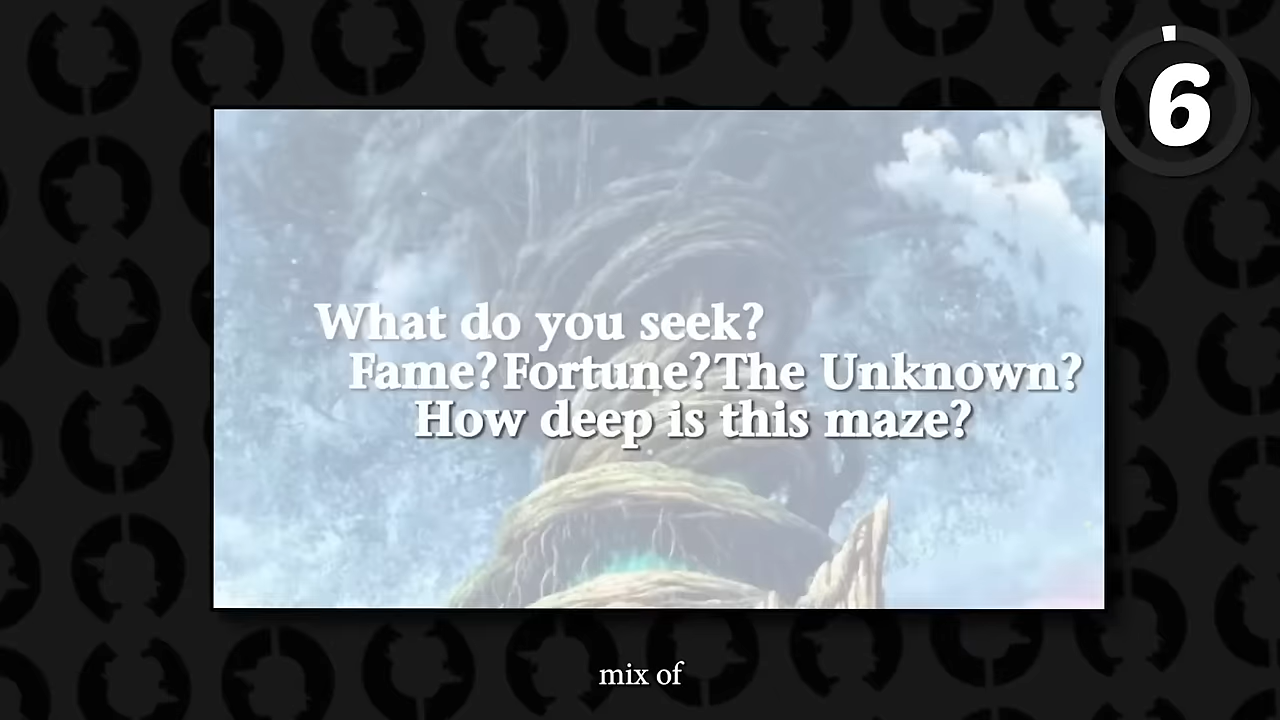 6
What do you seek?
Fame? Fortune? The Unknown?
How deep is this maze?
mix of